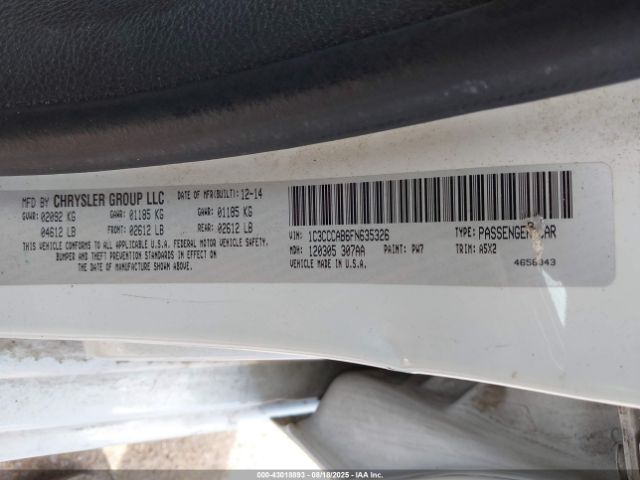 MFD BY CHRYSLER GROUP LLC DATE OF MFR(BUILT): 12-14
GVWR: 02092 KG GAWR: 01185 KG GAWR: 01185 KG
04612 LB FRONT: 02612 LB REAR: 02612 LB
THIS VEHICLE CONFORMS TO ALL APPLICABLE U.S.A. FEDERAL MOTOR VEHICLE SAFETY,
BUMPER AND THEFT PREVENTION STANDARDS IN EFFECT ON
THE DATE OF MANUFACTURE SHOWN ABOVE.
VIN: 1C3CCCAB6FN635326 TYPE: PASSENGER CAR
MDH: 120305 307AA PAINT: PW7 TRIM: A5X2
VEHICLE MADE IN U.S.A.
000-43018893 - 08/18/2025 - IAAI.COM